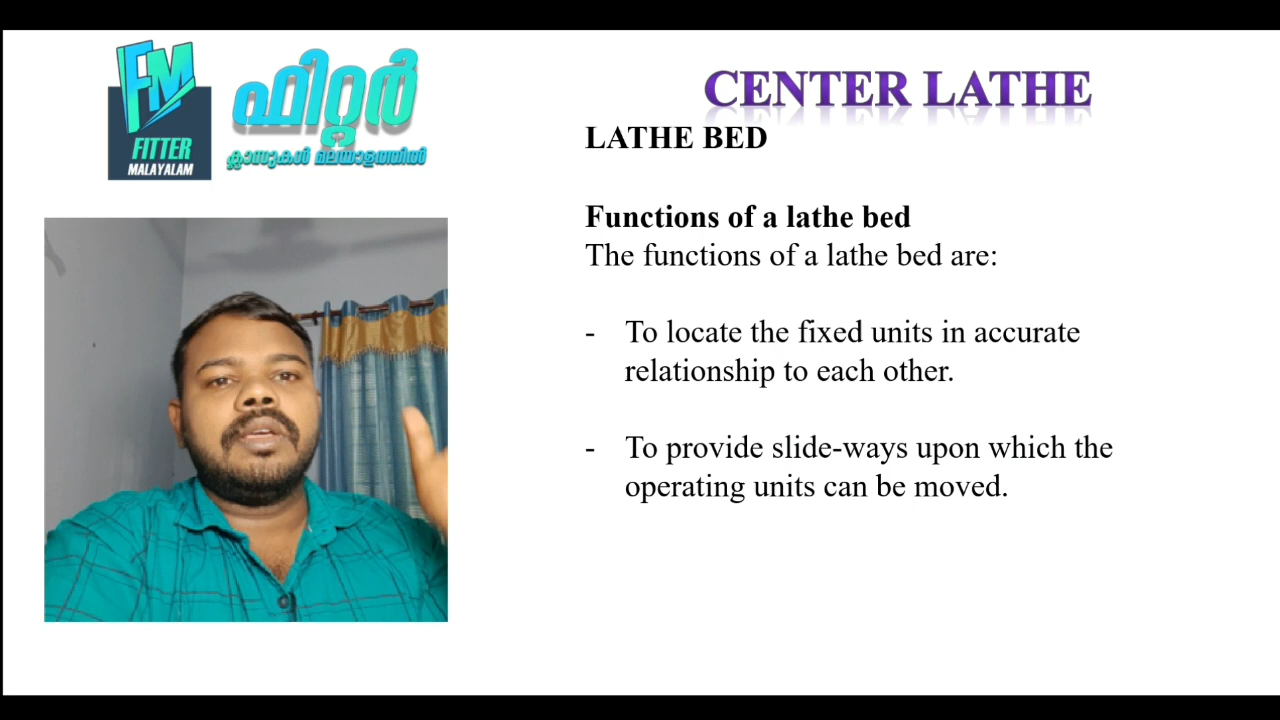 FM
FITTER
MALAYALAM
ഫിറ്റർ
ക്ലാസുകൾ മലയാളത്തിൽ
CENTER LATHE
LATHE BED
Functions of a lathe bed
The functions of a lathe bed are:
- To locate the fixed units in accurate
relationship to each other.
- To provide slide-ways upon which the
operating units can be moved.